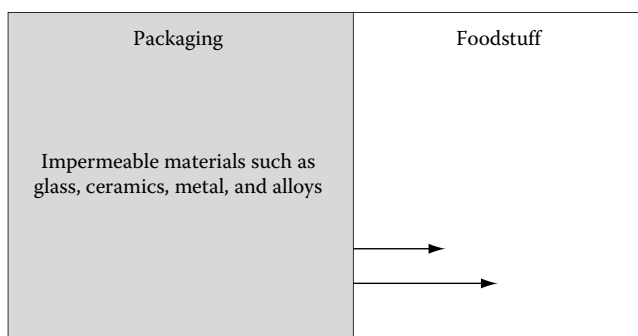 Packaging
Foodstuff
Impermeable materials such as
glass, ceramics, metal, and alloys